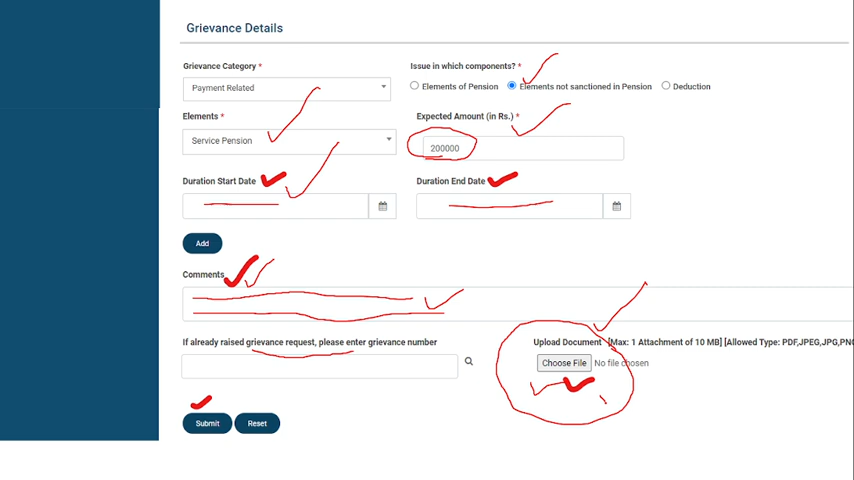 Grievance Details
Grievance Category *
Issue in which components? *
Payment Related
Elements of Pension
Elements not sanctioned in Pension
Deduction
Elements *
Expected Amount (in Rs.) *
Service Pension
200000
Duration Start Date
Duration End Date
Add
Comments
If already raised grievance request, please enter grievance number
Upload Document [Max: 1 Attachment of 10 MB] [Allowed Type: PDF,JPEG,JPG,PNG
Choose File No file chosen
Submit
Reset